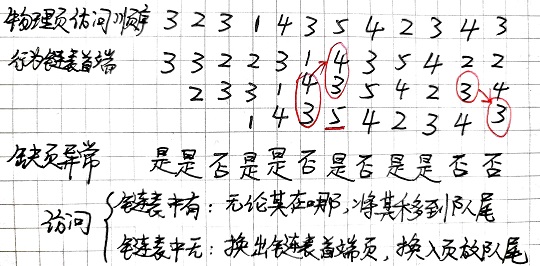 物理页访问顺序 3 2 3 1 4 3 5 4 2 3 4 3
行为链表首端 3 3 2 2 3 1 4 3 5 4 2 2
2 3 3 1 4 3 5 4 2 3 4
1 4 3 5 4 2 3 4 3
缺页异常 是是否是是否是否是是否否
访问 链表中有：无论其在哪，将其移到队尾
链表中无：换出链表首端页，换入页放队尾